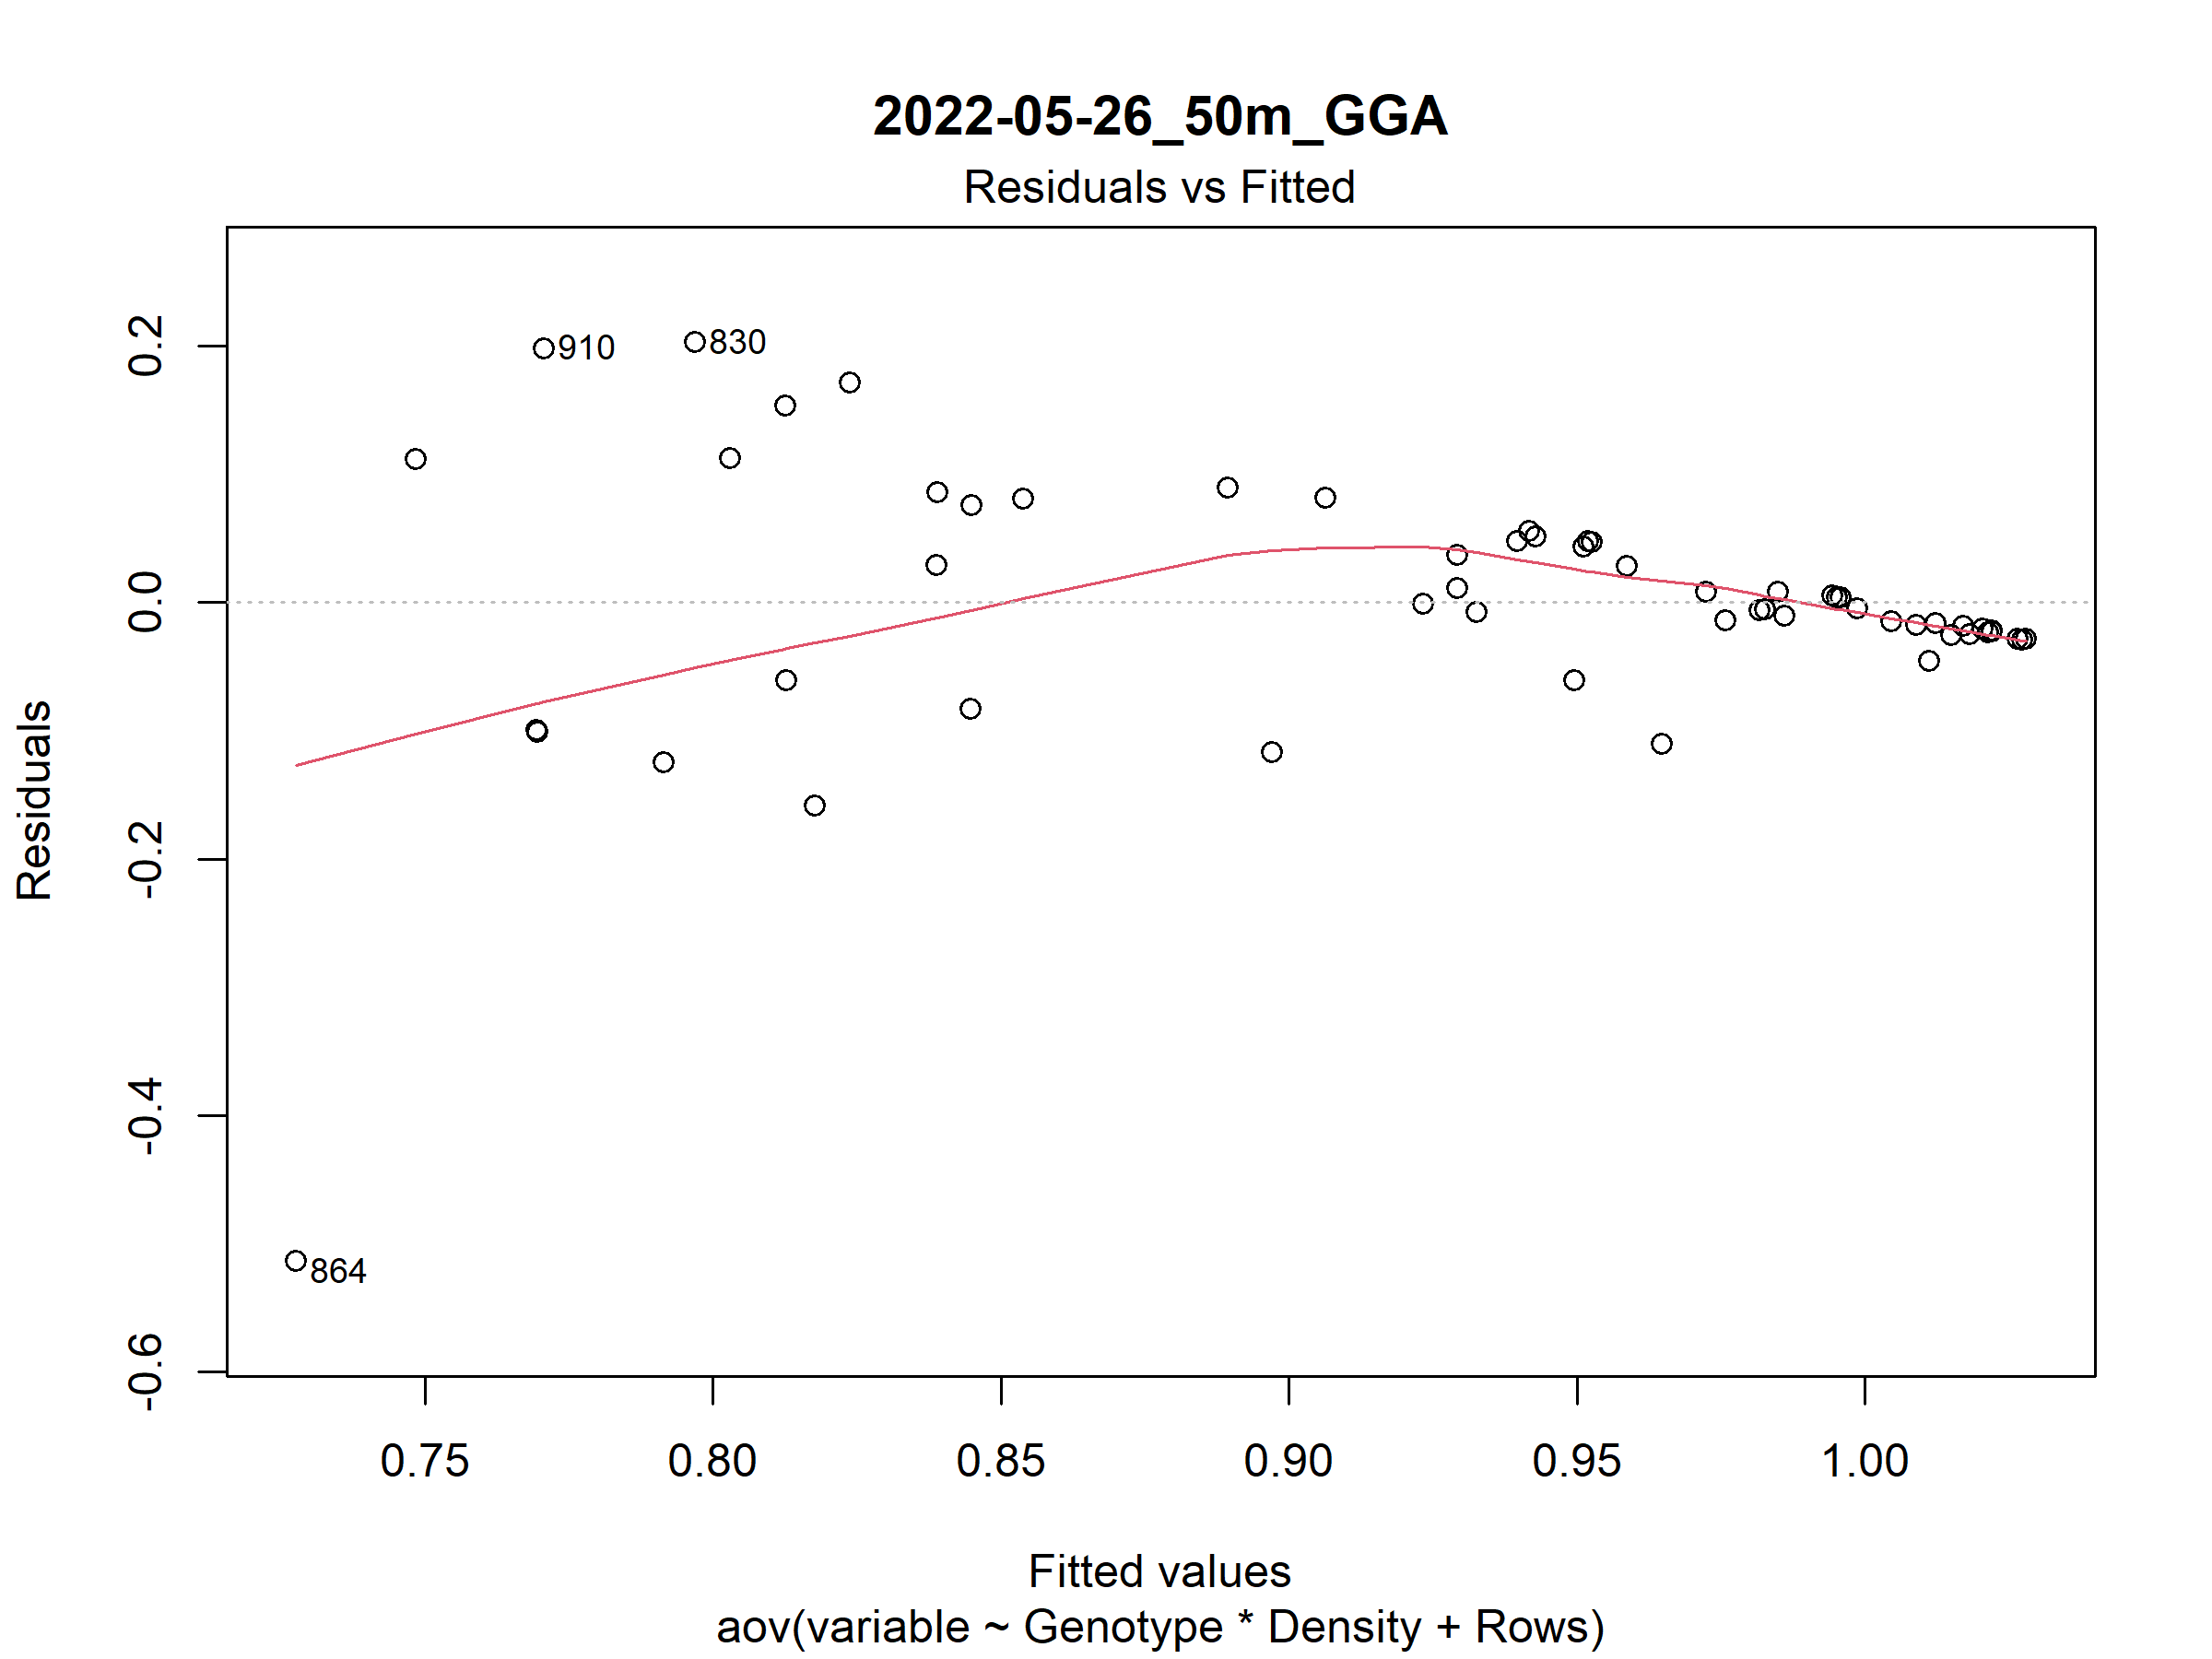 2022-05-26_50m_GGA
Residuals vs Fitted
Residuals
0.2
0.0
-0.2
-0.4
-0.6
910
830
864
0.75 0.80 0.85 0.90 0.95 1.00
Fitted values
aov(variable ~ Genotype * Density + Rows)